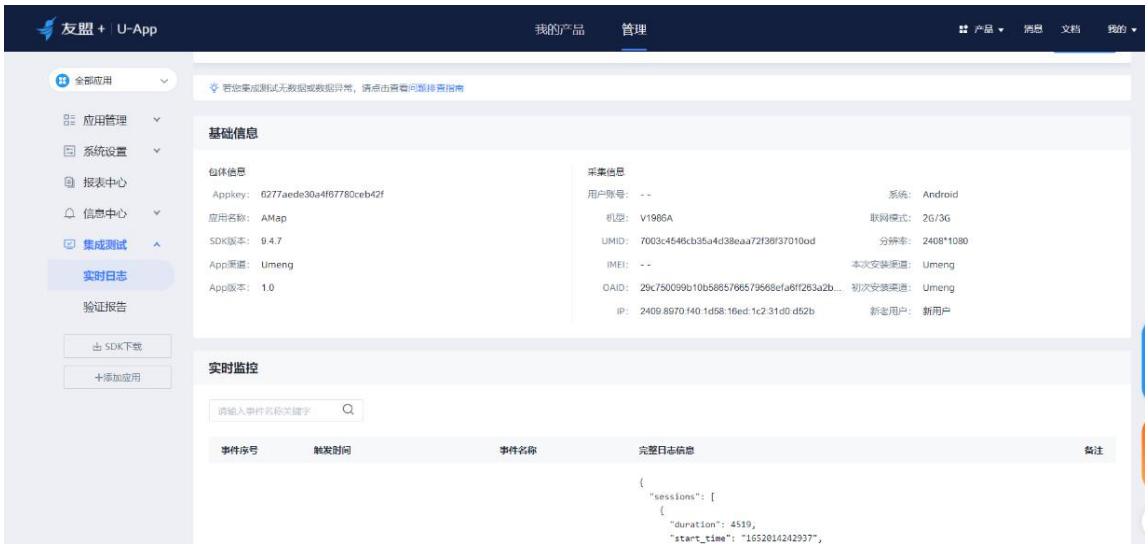 友盟+ U-App
我的产品 管理
产品 消息 文档 我的
全部应用
应用管理
系统设置
报表中心
信息中心
集成测试
实时日志
验证报告
SDK下载
+添加应用
若您集成测试无数据或数据异常，请点击查看问题排查指南
基础信息
包体信息
Appkey: 6277aede30a4f67780ceb42f
应用名称: AMap
SDK版本: 9.4.7
App渠道: Umeng
App版本: 1.0
采集信息
用户账号: --
机型: V1986A
UMID: 7003c4546cb35a4d38eaa72f36f37010od
IMEI: --
OAID: 29c750099b10b5865766579568efa6ff263a2b...
IP: 2409:8970:f40:1d58:16ed:1c2:31d0:d52b
系统: Android
联网模式: 2G/3G
分辨率: 2408*1080
本次安装渠道: Umeng
初次安装渠道: Umeng
新老用户: 新用户
实时监控
请输入事件名称关键字
事件序号 触发时间 事件名称 完整日志信息 备注
{
"sessions": [
{
"duration": 4519,
"start_time": "1652014242937",